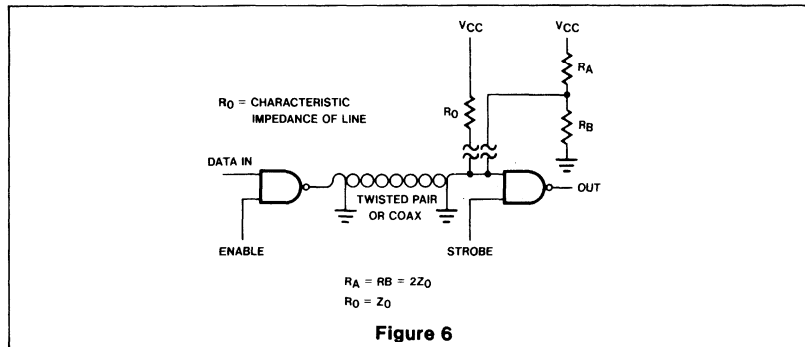 VCC
VCC
RA
R0 = CHARACTERISTIC
IMPEDANCE OF LINE
R0
RB
DATA IN
OUT
TWISTED PAIR
OR COAX
ENABLE
STROBE
RA = RB = 2Z0
R0 = Z0
Figure 6